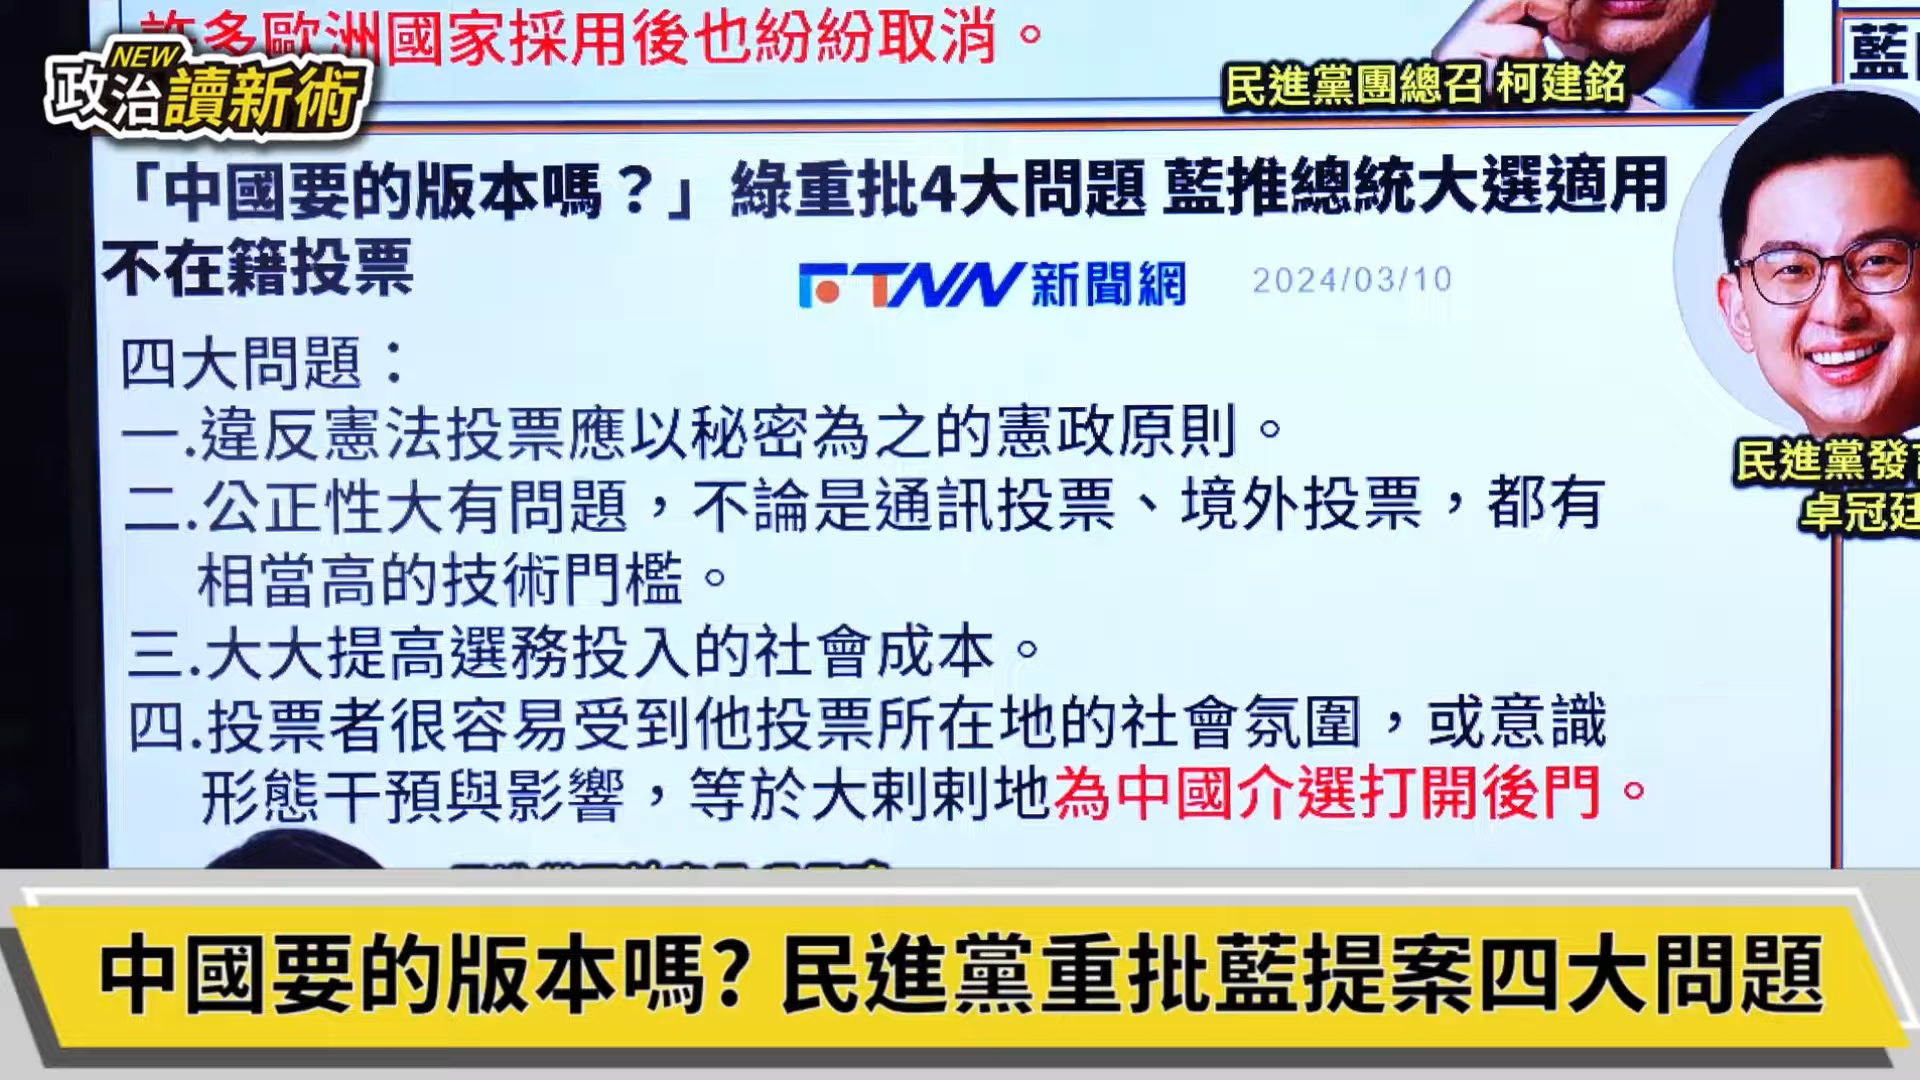 許多歐洲國家採用後也紛紛取消。
NEW
政治讀新術
民進黨團總召 柯建銘
藍
「中國要的版本嗎？」綠重批4大問題 藍推總統大選適用
不在籍投票
FTNN新聞網 2024/03/10
四大問題：
一.違反憲法投票應以秘密為之的憲政原則。
二.公正性大有問題，不論是通訊投票、境外投票，都有
相當高的技術門檻。
三.大大提高選務投入的社會成本。
四.投票者很容易受到他投票所在地的社會氛圍，或意識
形態干預與影響，等於大剌剌地為中國介選打開後門。
民進黨發言
卓冠廷
中國要的版本嗎? 民進黨重批藍提案四大問題